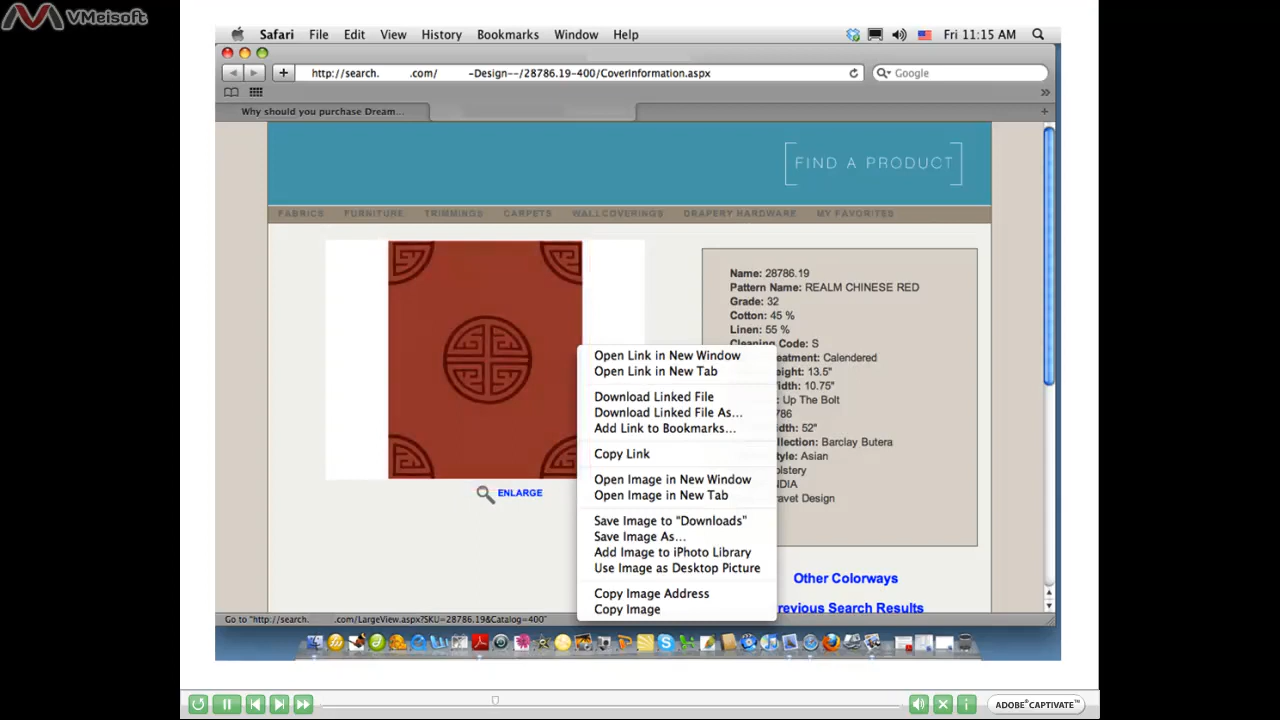 VMeisoft
Safari File Edit View History Bookmarks Window Help Fri 11:15 AM
http://search. .com/ -Design--/28786.19-400/CoverInformation.aspx Google
Why should you purchase Dream...
FIND A PRODUCT
FABRICS FURNITURE TRIMMINGS CARPETS WALLCOVERINGS DRAPERY HARDWARE MY FAVORITES
Name: 28786.19
Pattern Name: REALM CHINESE RED
Grade: 32
Cotton: 45 %
Linen: 55 %
Cleaning Code: S
eatment: Calendered
eight: 13.5"
idth: 10.75"
: Up The Bolt
786
idth: 52"
llection: Barclay Butera
tyle: Asian
olstery
NDIA
ravet Design
ENLARGE
Open Link in New Window
Open Link in New Tab
Download Linked File
Download Linked File As...
Add Link to Bookmarks...
Copy Link
Open Image in New Window
Open Image in New Tab
Save Image to "Downloads"
Save Image As...
Add Image to iPhoto Library
Use Image as Desktop Picture
Copy Image Address
Copy Image
Other Colorways
revious Search Results
Go to "http://search. .com/LargeView.aspx?SKU=28786.19&Catalog=400"
ADOBE® CAPTIVATE™